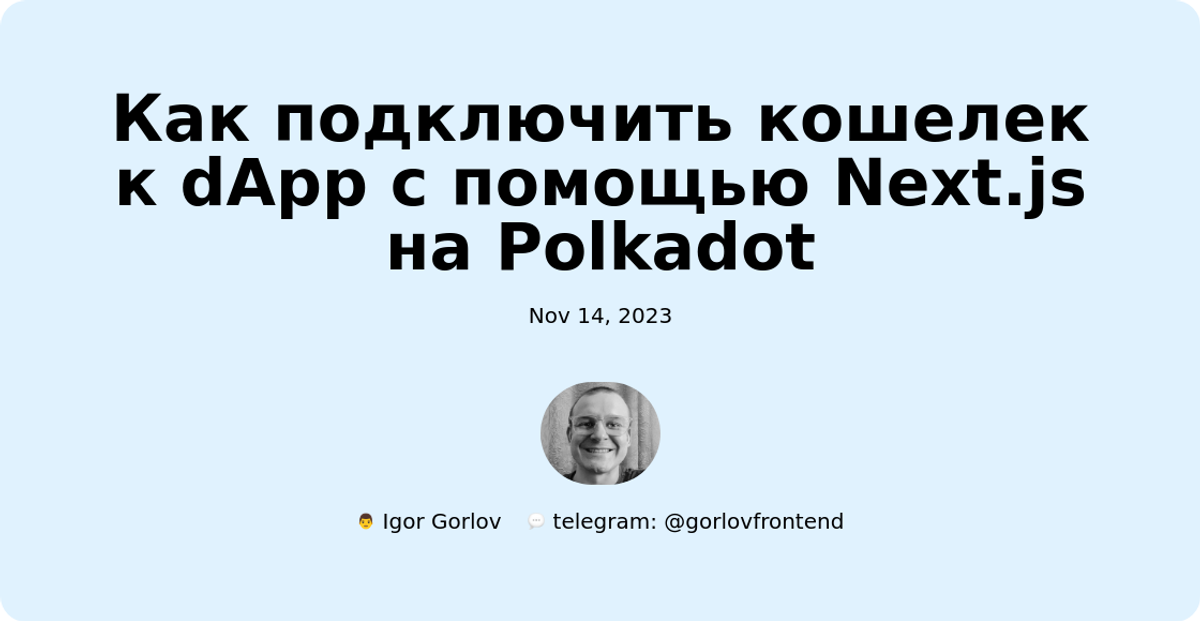 Как подключить кошелек
к dApp с помощью Next.js
на Polkadot
Nov 14, 2023
Igor Gorlov telegram: @gorlovfrontend